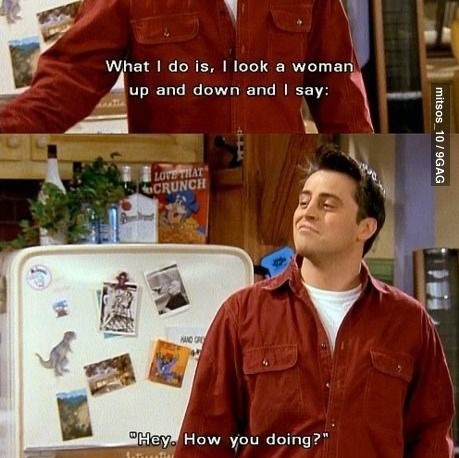 What I do is, I look a woman
up and down and I say:
mitsos_10 / 9GAG
LOVE THAT
CRUNCH
"Hey. How you doing?"